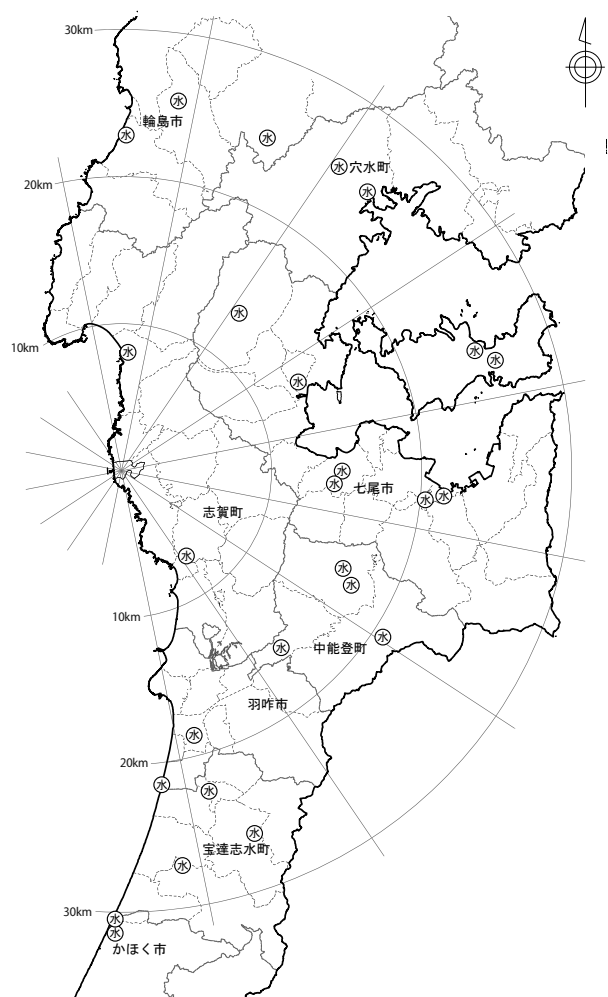 30km
水
輪島市
水
水
水
穴水町
20km
水
水
10km
水
水
水
水
水
水
七尾市
水
水
志賀町
水
水
水
10km
水
水
中能登町
羽咋市
水
20km
水
水
水
宝達志水町
水
30km
水
水
かほく市